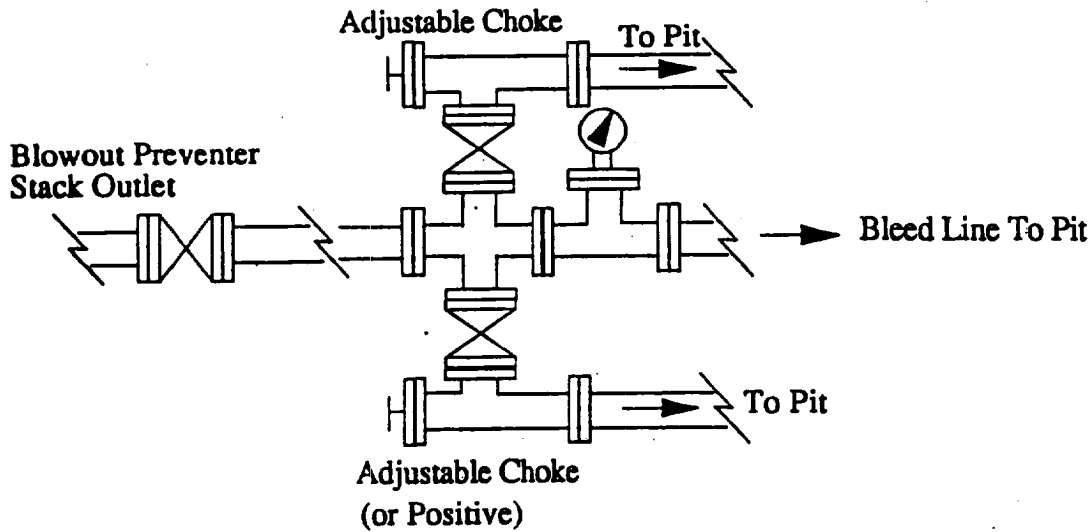 Adjustable Choke
To Pit
Blowout Preventer
Stack Outlet
Bleed Line To Pit
To Pit
Adjustable Choke
(or Positive)